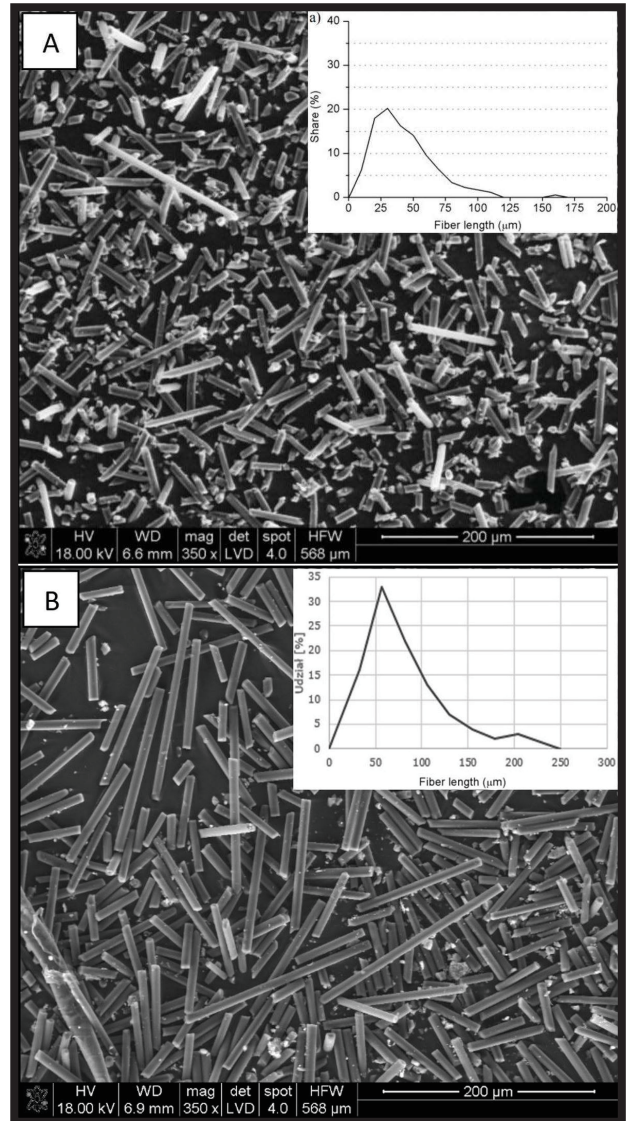 A
a)
40
30
20
10
0
Share (%)
0 25 50 75 100 125 150 175 200
Fiber length (µm)
HV WD mag det spot HFW
18.00 kV 6.6 mm 350 x LVD 4.0 568 µm
200 µm
B
35
30
25
20
15
10
5
0
Udział [%]
0 50 100 150 200 250 300
Fiber length (µm)
HV WD mag det spot HFW
18.00 kV 6.9 mm 350 x LVD 4.0 568 µm
200 µm